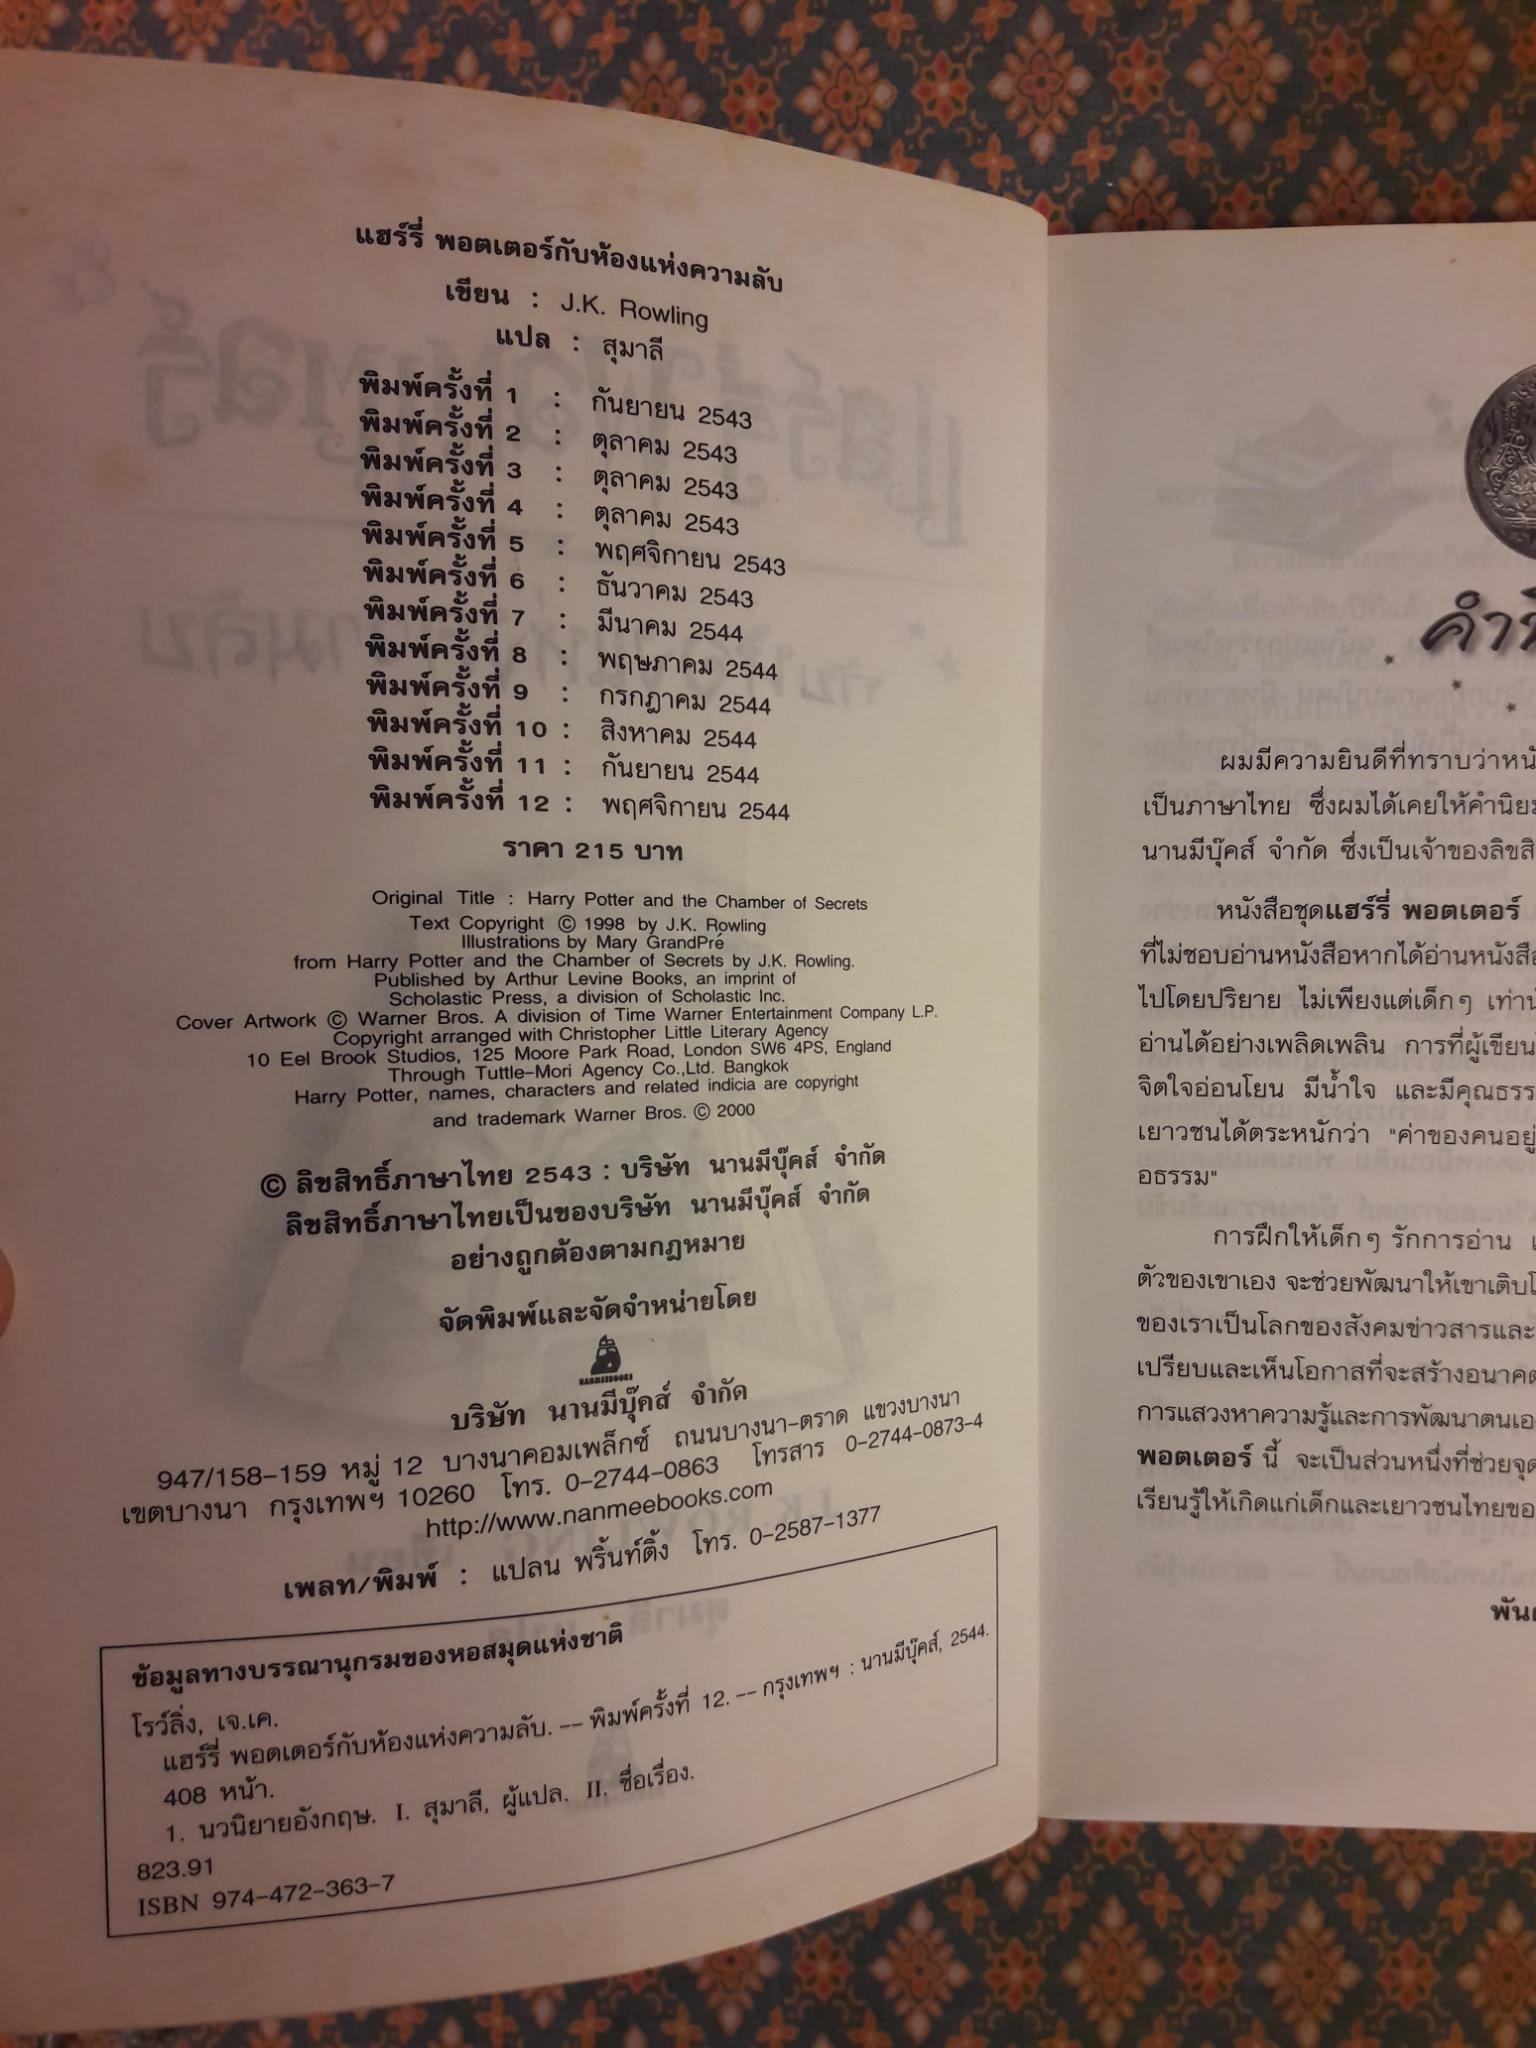 แฮร์รี่ พอตเตอร์กับห้องแห่งความลับ
เขียน : J.K. Rowling
แปล : สุมาลี
พิมพ์ครั้งที่ 1 : กันยายน 2543
พิมพ์ครั้งที่ 2 : ตุลาคม 2543
พิมพ์ครั้งที่ 3 : ตุลาคม 2543
พิมพ์ครั้งที่ 4 : ตุลาคม 2543
พิมพ์ครั้งที่ 5 : พฤศจิกายน 2543
พิมพ์ครั้งที่ 6 : ธันวาคม 2543
พิมพ์ครั้งที่ 7 : มีนาคม 2544
พิมพ์ครั้งที่ 8 : พฤษภาคม 2544
พิมพ์ครั้งที่ 9 : กรกฎาคม 2544
พิมพ์ครั้งที่ 10 : สิงหาคม 2544
พิมพ์ครั้งที่ 11 : กันยายน 2544
พิมพ์ครั้งที่ 12 : พฤศจิกายน 2544
ราคา 215 บาท
Original Title : Harry Potter and the Chamber of Secrets
Text Copyright © 1998 by J.K. Rowling
Illustrations by Mary GrandPré
from Harry Potter and the Chamber of Secrets by J.K. Rowling.
Published by Arthur Levine Books, an imprint of
Scholastic Press, a division of Scholastic Inc.
Cover Artwork © Warner Bros. A division of Time Warner Entertainment Company L.P.
Copyright arranged with Christopher Little Literary Agency
10 Eel Brook Studios, 125 Moore Park Road, London SW6 4PS, England
Through Tuttle-Mori Agency Co.,Ltd. Bangkok
Harry Potter, names, characters and related indicia are copyright
and trademark Warner Bros. © 2000
© ลิขสิทธิ์ภาษาไทย 2543 : บริษัท นานมีบุ๊คส์ จำกัด
ลิขสิทธิ์ภาษาไทยเป็นของบริษัท นานมีบุ๊คส์ จำกัด
อย่างถูกต้องตามกฎหมาย
จัดพิมพ์และจัดจำหน่ายโดย
NANMEEBOOKS
บริษัท นานมีบุ๊คส์ จำกัด
947/158-159 หมู่ 12 บางนาคอมเพล็กซ์ ถนนบางนา-ตราด แขวงบางนา
เขตบางนา กรุงเทพฯ 10260 โทร. 0-2744-0863 โทรสาร 0-2744-0873-4
http://www.nanmeebooks.com
เพลท/พิมพ์ : แปลน พริ้นท์ติ้ง โทร. 0-2587-1377
ข้อมูลทางบรรณานุกรมของหอสมุดแห่งชาติ
โรว์ลิ่ง, เจ.เค.
แฮร์รี่ พอตเตอร์กับห้องแห่งความลับ. -- พิมพ์ครั้งที่ 12. -- กรุงเทพฯ : นานมีบุ๊คส์, 2544.
408 หน้า.
1. นวนิยายอังกฤษ. I. สุมาลี, ผู้แปล. II. ชื่อเรื่อง.
823.91
ISBN 974-472-363-7
ผมมีความยินดีที่ทราบว่าหนั
เป็นภาษาไทย ซึ่งผมได้เคยให้คำนิยม
นานมีบุ๊คส์ จำกัด ซึ่งเป็นเจ้าของลิขสิ
หนังสือชุดแฮร์รี่ พอตเตอร์
ที่ไม่ชอบอ่านหนังสือหากได้อ่านหนังสือ
ไปโดยปริยาย ไม่เพียงแต่เด็กๆ เท่านั้
อ่านได้อย่างเพลิดเพลิน การที่ผู้เขียน
จิตใจอ่อนโยน มีน้ำใจ และมีคุณธรร
เยาวชนได้ตระหนักว่า "ค่าของคนอยู่
อธรรม"
การฝึกให้เด็กๆ รักการอ่าน
ตัวของเขาเอง จะช่วยพัฒนาให้เขาเติบโ
ของเราเป็นโลกของสังคมข่าวสารและ
เปรียบและเห็นโอกาสที่จะสร้างอนาคต
การแสวงหาความรู้และการพัฒนาตนเอ
พอตเตอร์ นี้ จะเป็นส่วนหนึ่งที่ช่วยจุด
เรียนรู้ให้เกิดแก่เด็กและเยาวชนไทยขอ